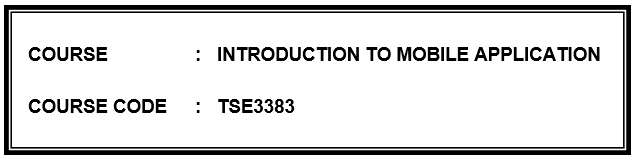 COURSE : INTRODUCTION TO MOBILE APPLICATION
COURSE CODE : TSE3383